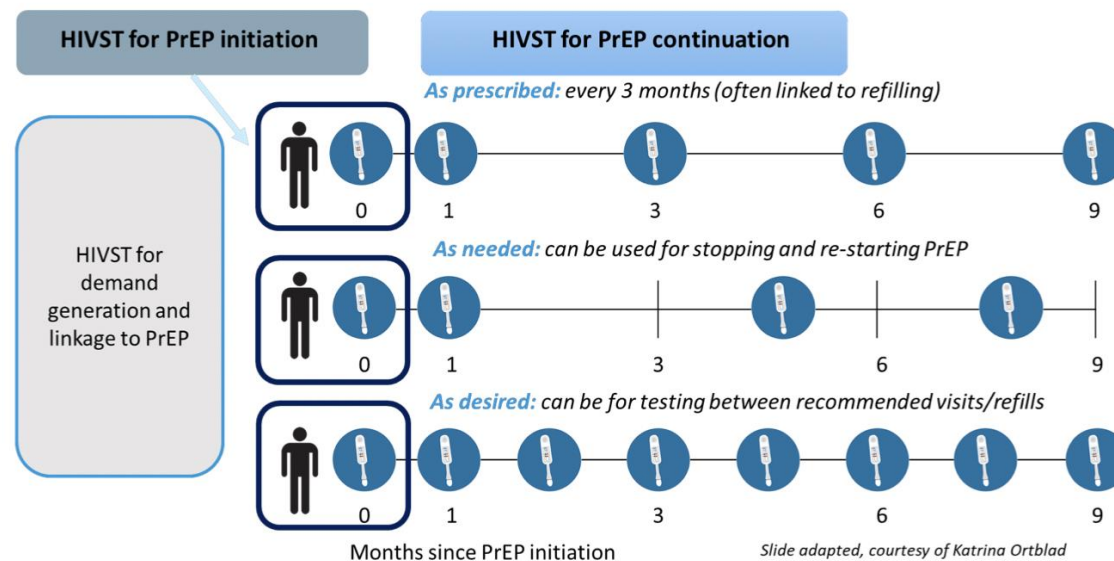 HIVST for PrEP initiation
HIVST for PrEP continuation
As prescribed: every 3 months (often linked to refilling)
0 1 3 6 9
HIVST for
demand
generation and
linkage to PrEP
As needed: can be used for stopping and re-starting PrEP
0 1 3 6 9
As desired: can be for testing between recommended visits/refills
0 1 3 6 9
Months since PrEP initiation
Slide adapted, courtesy of Katrina Ortblad